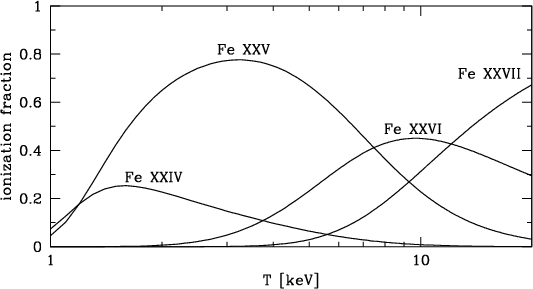 1
0.8
0.6
0.4
0.2
0
ionization fraction
Fe XXV
Fe XXVII
Fe XXVI
Fe XXIV
1
10
T [keV]